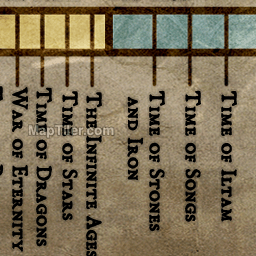 War of Eternity
Time of Dragons
Time of Stars
The Infinite Ages
and Iron
Time of Stones
Time of Songs
Time of Iltam
MapTiler.com